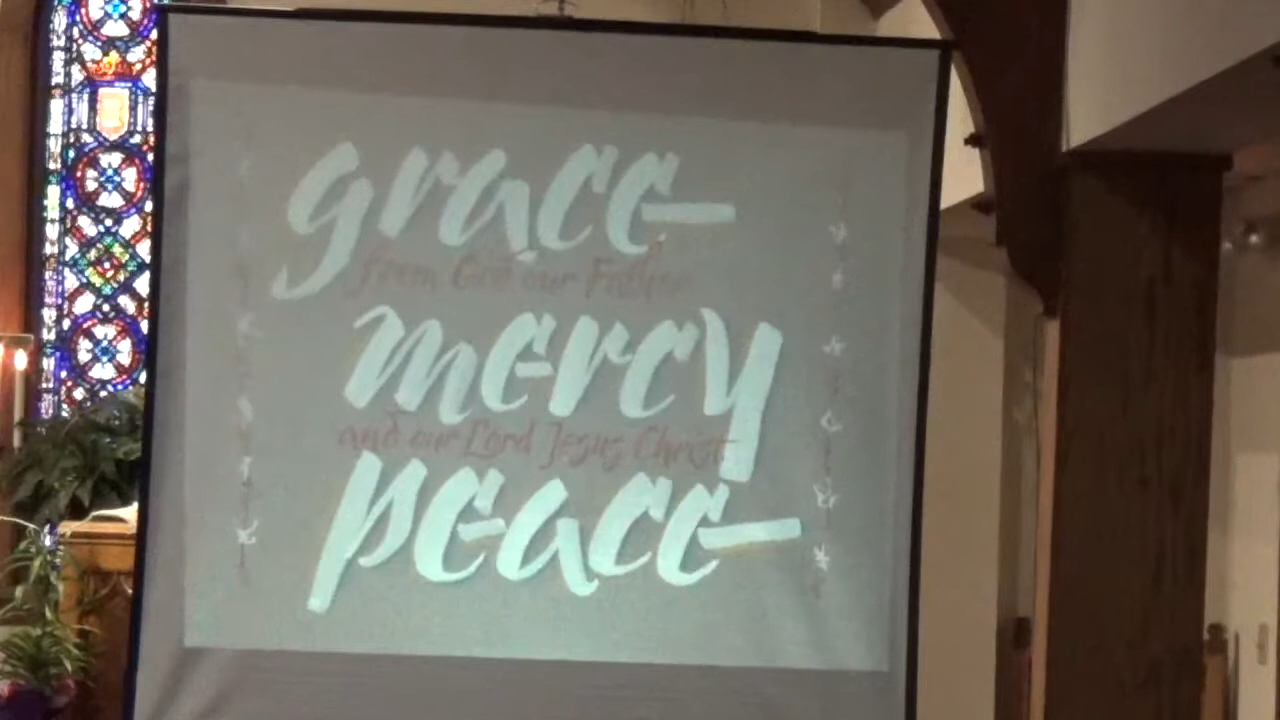 grace
from God our Father
mercy
and our Lord Jesus Christ
peace